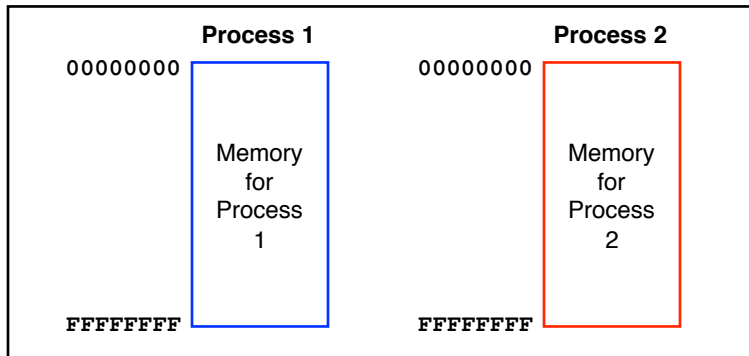 Process 1
Process 2
00000000
00000000
Memory
for
Process
1
Memory
for
Process
2
FFFFFFFF
FFFFFFFF